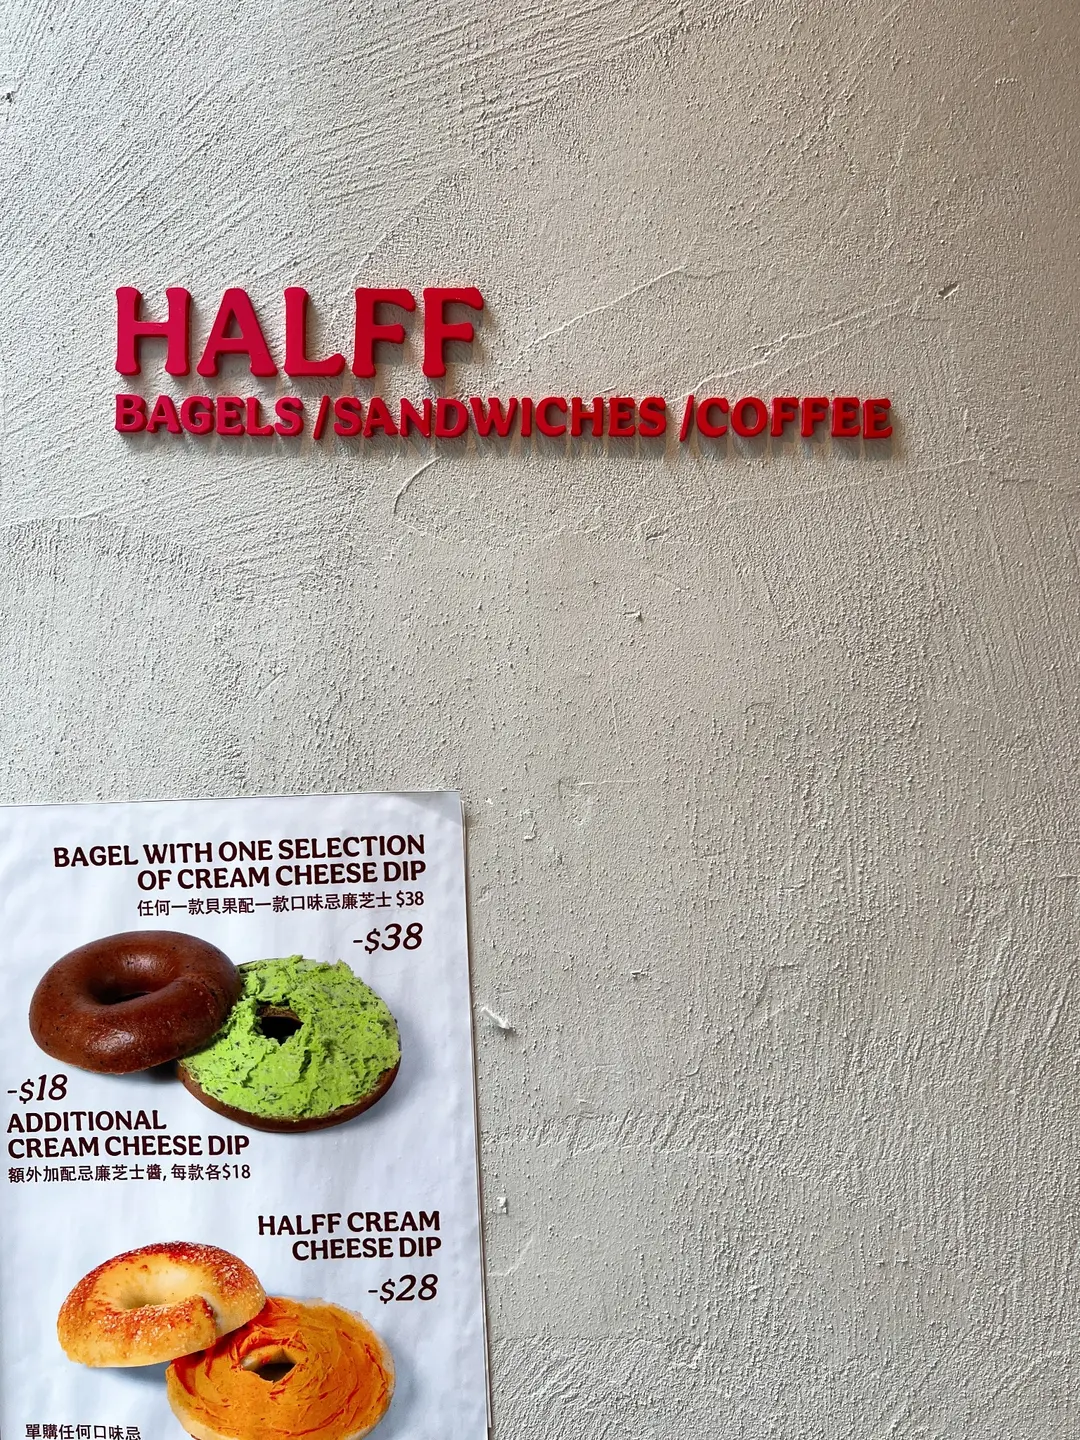 HALFF
BAGELS /SANDWICHES /COFFEE
BAGEL WITH ONE SELECTION
OF CREAM CHEESE DIP
任何一款貝果配一款口味忌廉芝士 $38
-$38
-$18
ADDITIONAL
CREAM CHEESE DIP
額外加配忌廉芝士醬, 每款各$18
HALFF CREAM
CHEESE DIP
-$28
單購任何口味忌